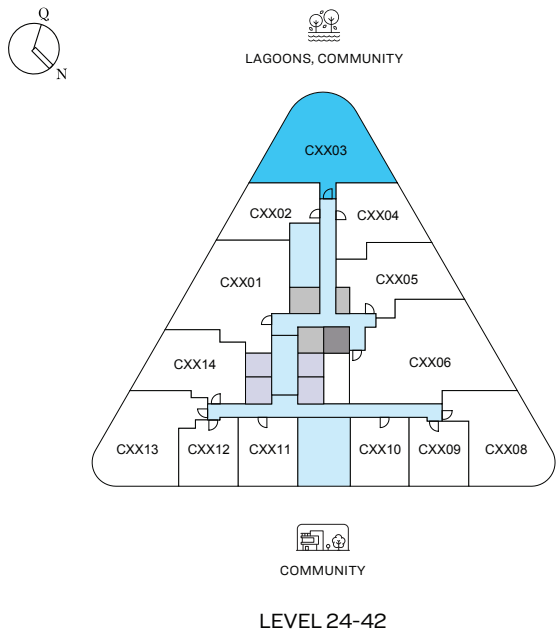 Q
N
LAGOONS, COMMUNITY
CXX03
CXX02
CXX04
CXX01
CXX05
CXX14
CXX06
CXX13
CXX12
CXX11
CXX10
CXX09
CXX08
COMMUNITY
LEVEL 24-42